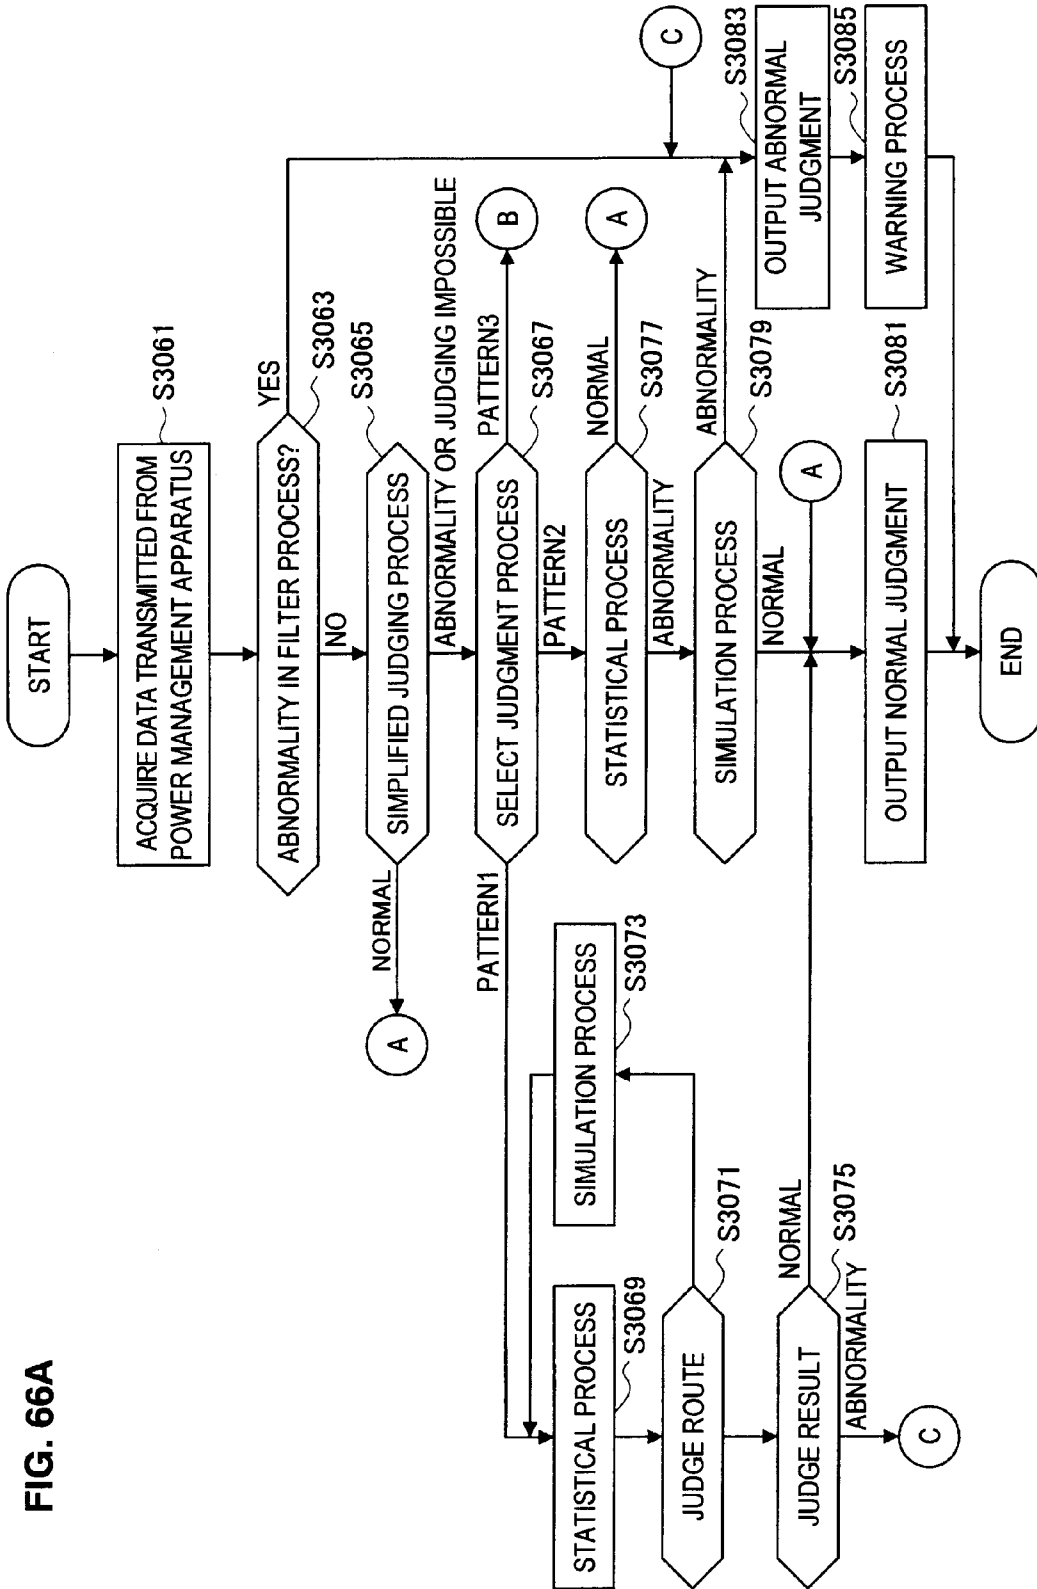 FIG. 66A
START
ACQUIRE DATA TRANSMITTED FROM
POWER MANAGEMENT APPARATUS
S3061
ABNORMALITY IN FILTER PROCESS?
S3063
YES
NO
SIMPLIFIED JUDGING PROCESS
S3065
NORMAL
A
ABNORMALITY OR JUDGING IMPOSSIBLE
SELECT JUDGMENT PROCESS
S3067
PATTERN1
PATTERN2
PATTERN3
B
STATISTICAL PROCESS
S3069
SIMULATION PROCESS
S3073
JUDGE ROUTE
S3071
JUDGE RESULT
S3075
NORMAL
ABNORMALITY
C
STATISTICAL PROCESS
S3077
NORMAL
A
ABNORMALITY
SIMULATION PROCESS
S3079
ABNORMALITY
NORMAL
A
C
OUTPUT NORMAL JUDGMENT
S3081
OUTPUT ABNORMAL
JUDGMENT
S3083
WARNING PROCESS
S3085
END